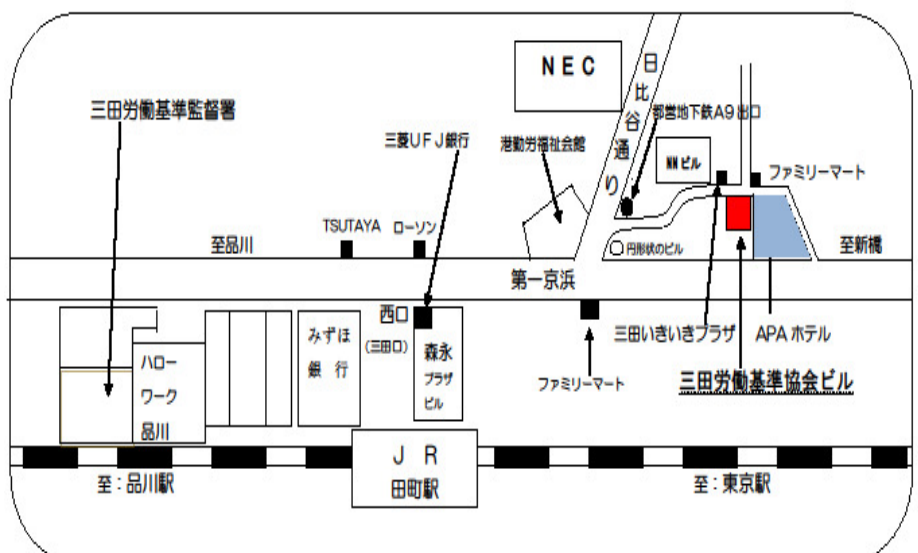 NEC
日比谷通り
三田労働基準監督署
都営地下鉄A9出口
三菱UFJ銀行
港勤労福祉会館
NNビル
ファミリーマート
TSUTAYA
ローソン
至品川
円形状のビル
至新橋
第一京浜
西口
(三田口)
みずほ
銀行
森永
プラザ
ビル
三田いきいきプラザ
APAホテル
ハロー
ワーク
品川
ファミリーマート
三田労働基準協会ビル
JR
田町駅
至:品川駅
至:東京駅